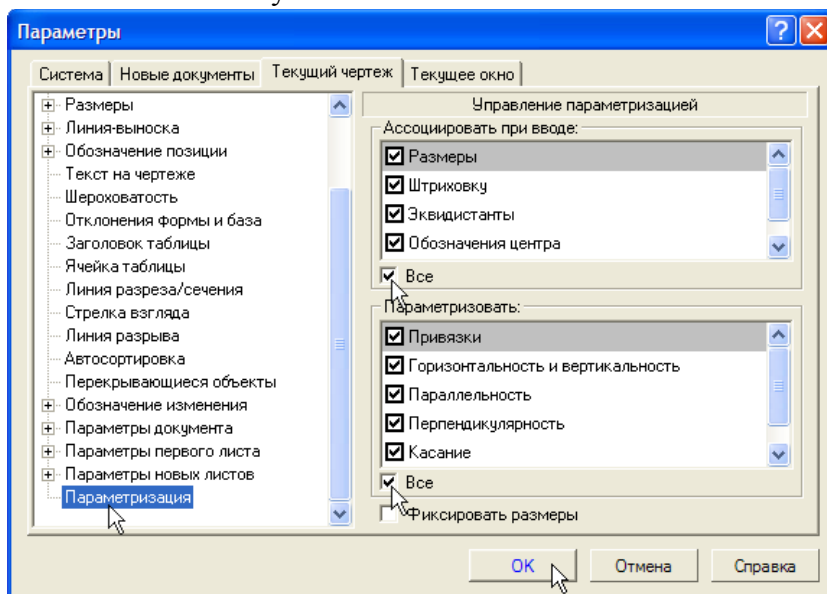 у
Параметры
Система Новые документы Текущий чертеж Текущее окно
Размеры
Линия-выноска
Обозначение позиции
Текст на чертеже
Шероховатость
Отклонения формы и база
Заголовок таблицы
Ячейка таблицы
Линия разреза/сечения
Стрелка взгляда
Линия разрыва
Автосортировка
Перекрывающиеся объекты
Обозначение изменения
Параметры документа
Параметры первого листа
Параметры новых листов
Параметризация
Управление параметризацией
Ассоциировать при вводе:
Размеры
Штриховку
Эквидистанты
Обозначения центра
Все
Параметризовать:
Привязки
Горизонтальность и вертикальность
Параллельность
Перпендикулярность
Касание
Все
Фиксировать размеры
OK Отмена Справка